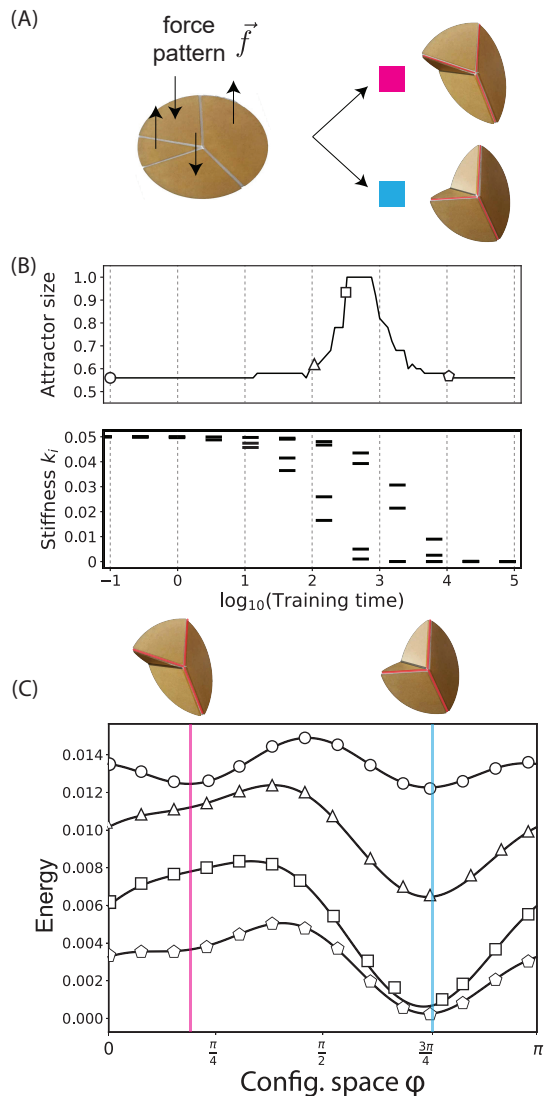 (A)
force
pattern f⃗
(B)
Attractor size
1.0
0.9
0.8
0.7
0.6
0.5
Stiffness kᵢ
0.05
0.04
0.03
0.02
0.01
0
−1 0 1 2 3 4 5
log₁₀(Training time)
(C)
Energy
0.014
0.012
0.010
0.008
0.006
0.004
0.002
0.000
0 π/4 π/2 3π/4 π
Config. space φ